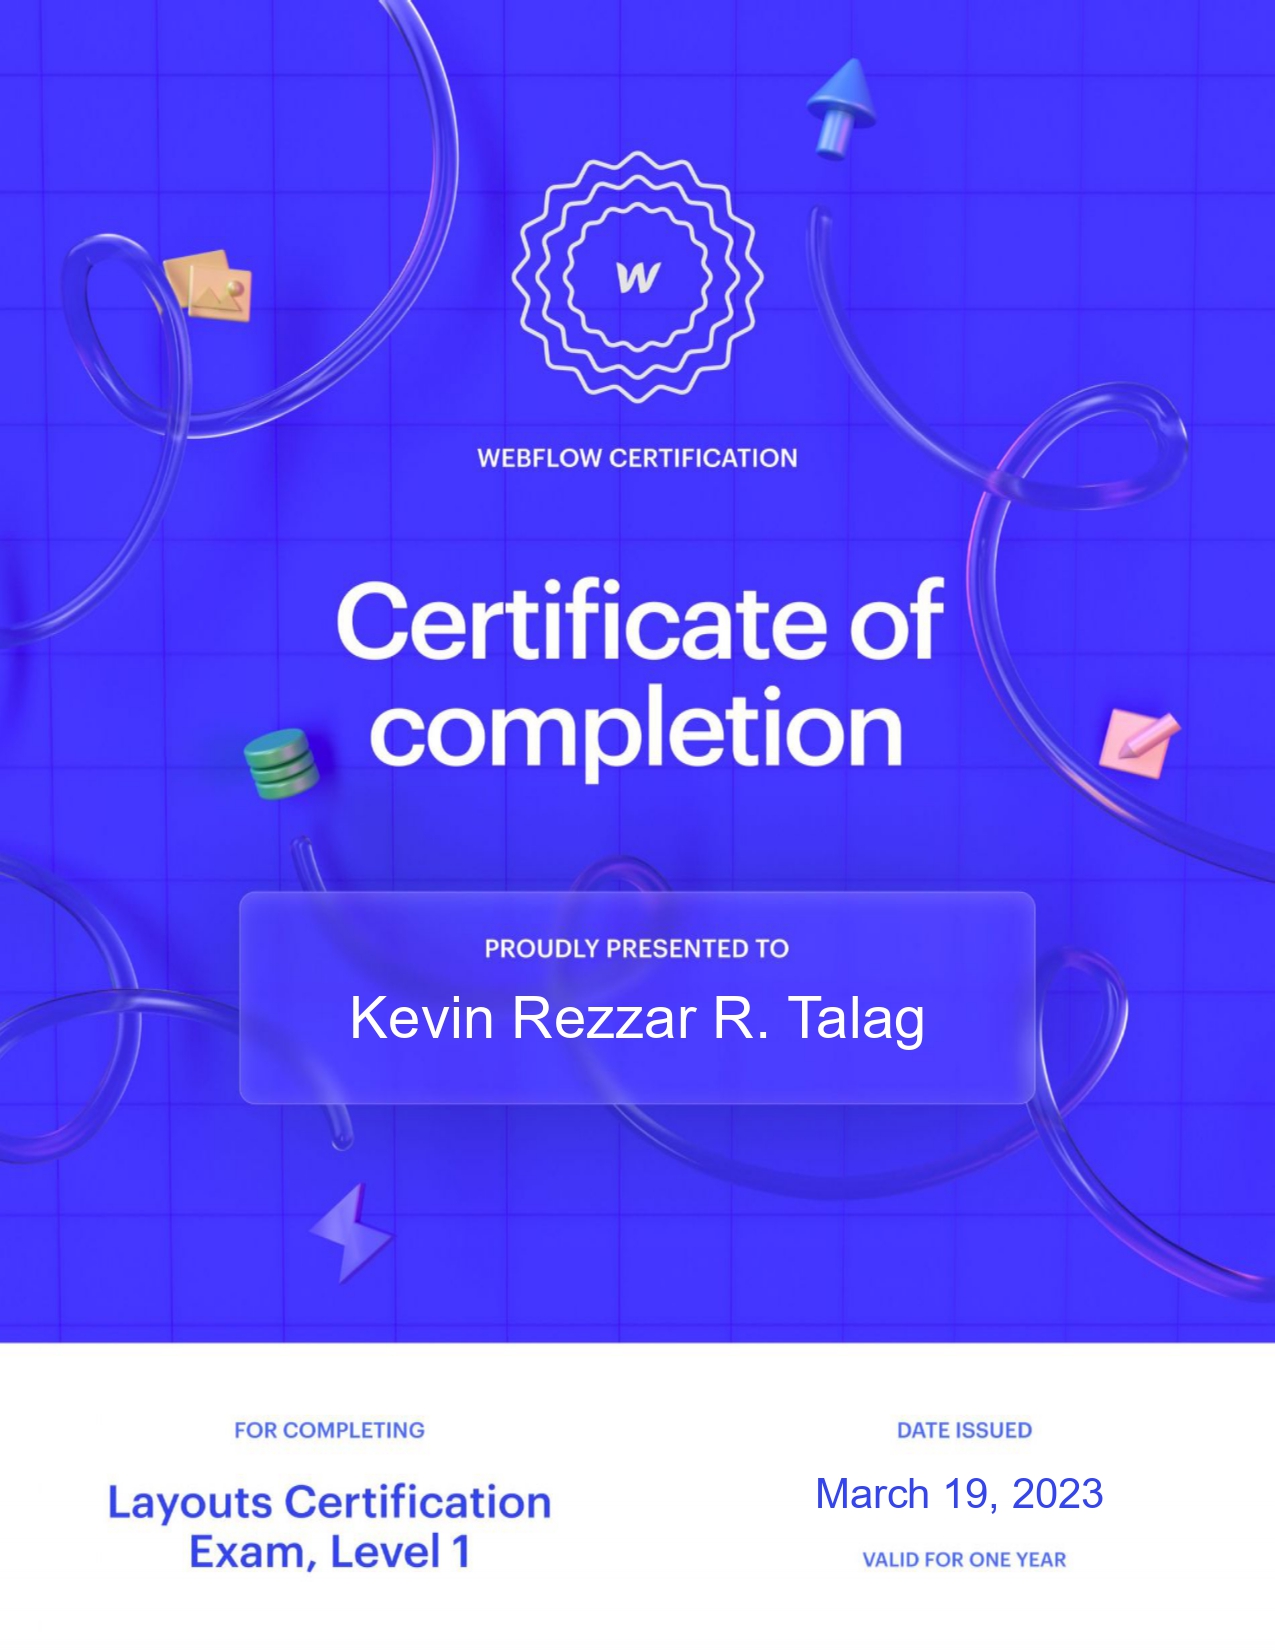 W
WEBFLOW CERTIFICATION
Certificate of
completion
PROUDLY PRESENTED TO
Kevin Rezzar R. Talag
FOR COMPLETING
Layouts Certification
Exam, Level 1
DATE ISSUED
March 19, 2023
VALID FOR ONE YEAR